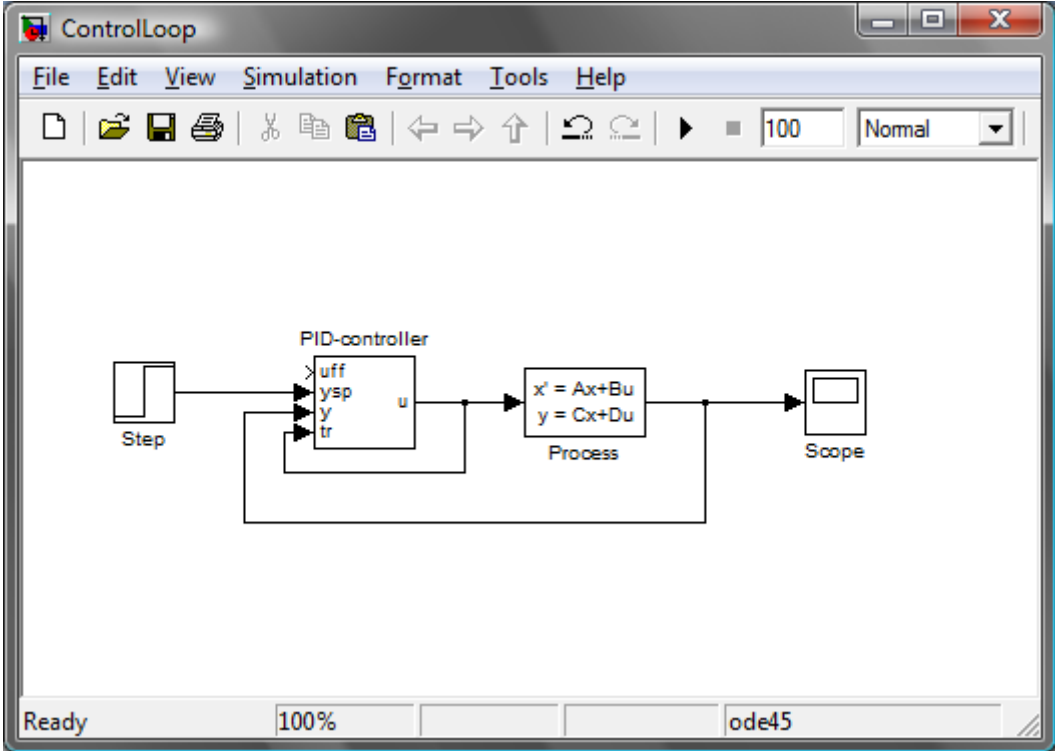 ControlLoop
File Edit View Simulation Format Tools Help
100 Normal
PID-controller
uff
ysp
y
tr
u
Step
x' = Ax+Bu
y = Cx+Du
Process
Scope
Ready 100% ode45